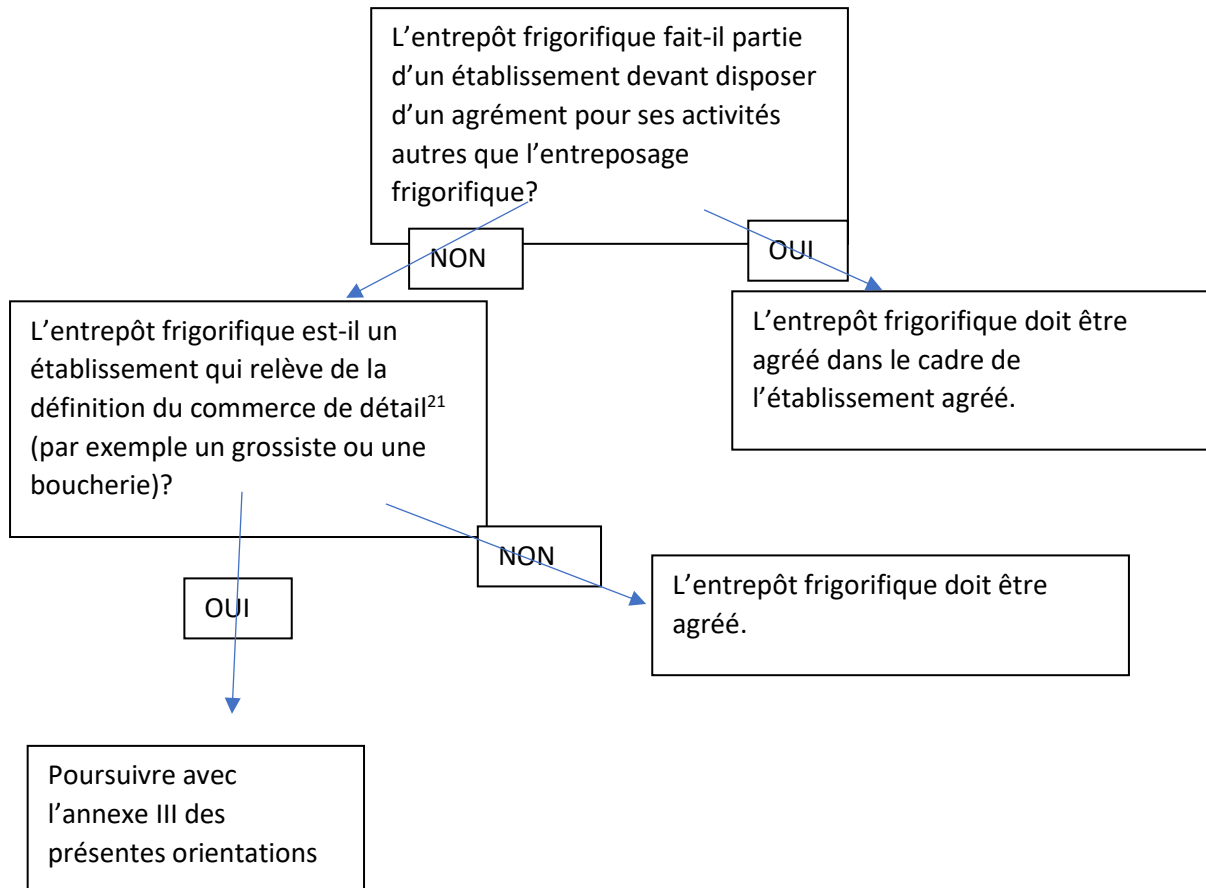 L’entrepôt frigorifique fait-il partie
d’un établissement devant disposer
d’un agrément pour ses activités
autres que l’entreposage
frigorifique?
NON
OUI
L’entrepôt frigorifique est-il un
établissement qui relève de la
définition du commerce de détail21
(par exemple un grossiste ou une
boucherie)?
L’entrepôt frigorifique doit être
agréé dans le cadre de
l’établissement agréé.
NON
OUI
L’entrepôt frigorifique doit être
agréé.
Poursuivre avec
l’annexe III des
présentes orientations